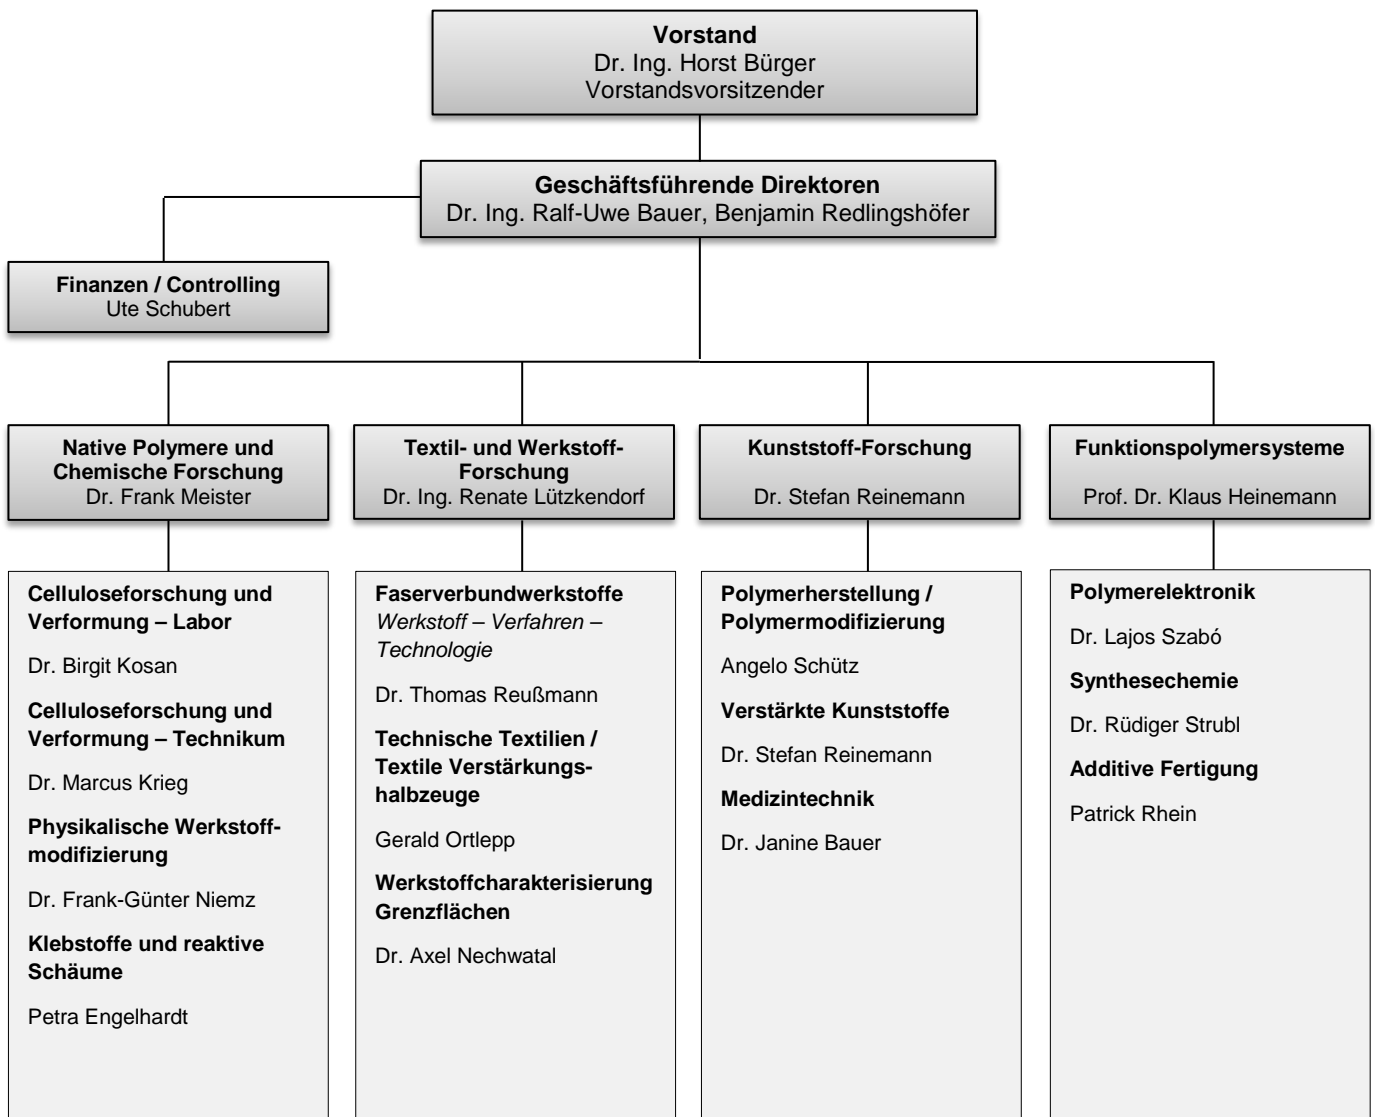 Vorstand
Dr. Ing. Horst Bürger
Vorstandsvorsitzender
Geschäftsführende Direktoren
Dr. Ing. Ralf-Uwe Bauer, Benjamin Redlingshöfer
Finanzen / Controlling
Ute Schubert
Native Polymere und
Chemische Forschung
Dr. Frank Meister
Textil- und Werkstoff-
Forschung
Dr. Ing. Renate Lützkendorf
Kunststoff-Forschung
Dr. Stefan Reinemann
Funktionspolymersysteme
Prof. Dr. Klaus Heinemann
Celluloseforschung und
Verformung – Labor
Dr. Birgit Kosan
Celluloseforschung und
Verformung – Technikum
Dr. Marcus Krieg
Physikalische Werkstoff-
modifizierung
Dr. Frank-Günter Niemz
Klebstoffe und reaktive
Schäume
Petra Engelhardt
Faserverbundwerkstoffe
Werkstoff – Verfahren –
Technologie
Dr. Thomas Reußmann
Technische Textilien /
Textile Verstärkungs-
halbzeuge
Gerald Ortlepp
Werkstoffcharakterisierung
Grenzflächen
Dr. Axel Nechwatal
Polymerherstellung /
Polymermodifizierung
Angelo Schütz
Verstärkte Kunststoffe
Dr. Stefan Reinemann
Medizintechnik
Dr. Janine Bauer
Polymerelektronik
Dr. Lajos Szabó
Synthesechemie
Dr. Rüdiger Strubl
Additive Fertigung
Patrick Rhein